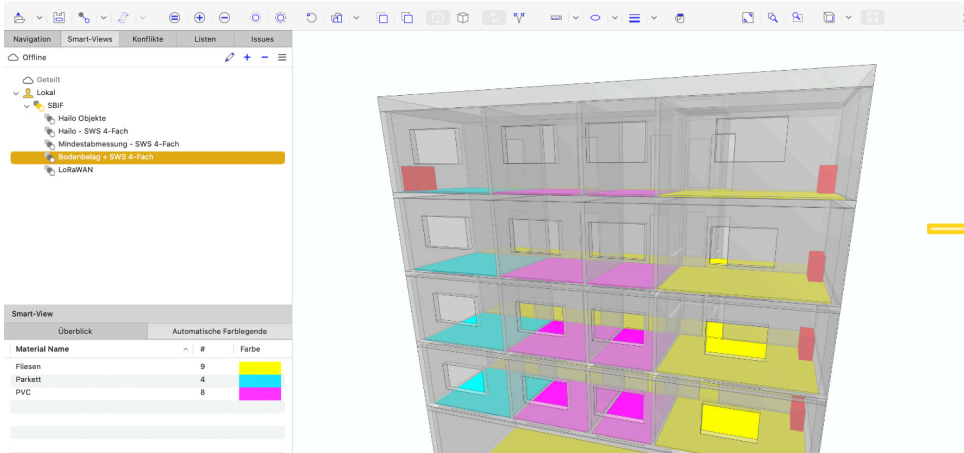 Navigation Smart-Views Konflikte Listen Issues
Offline
Geteilt
Lokal
SBIF
Hailo Objekte
Hailo - SWS 4-Fach
Mindestabmessung - SWS 4-Fach
Bodenbelag + SWS 4-Fach
LoRaWAN
Smart-View
Überblick Automatische Farblegende
Material Name # Farbe
Fliesen 9
Parkett 4
PVC 8